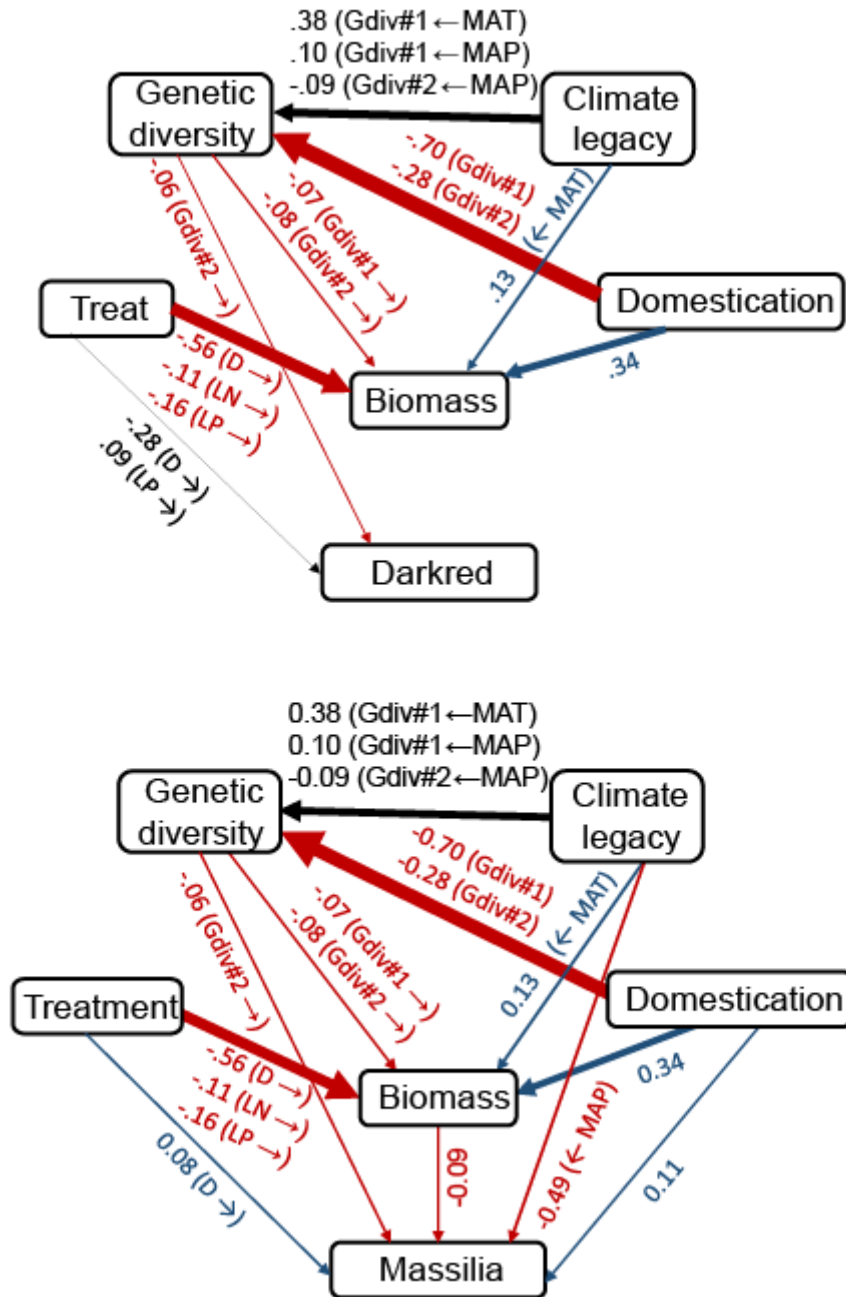 .38 (Gdiv#1←MAT)
.10 (Gdiv#1←MAP)
-.09 (Gdiv#2←MAP)
Genetic
diversity
Climate
legacy
-.70 (Gdiv#1)
-.28 (Gdiv#2)
-.06 (Gdiv#2 →)
-.07 (Gdiv#1 →)
-.08 (Gdiv#2 →)
.13 (← MAT)
Treat
Domestication
-.56 (D →)
-.11 (LN →)
-.16 (LP →)
.34
Biomass
-.28 (D →)
.09 (LP →)
Darkred
0.38 (Gdiv#1←MAT)
0.10 (Gdiv#1←MAP)
-0.09 (Gdiv#2←MAP)
Genetic
diversity
Climate
legacy
-0.70 (Gdiv#1)
-0.28 (Gdiv#2)
-.06 (Gdiv#2 →)
-.07 (Gdiv#1 →)
-.08 (Gdiv#2 →)
0.13 (← MAT)
Treatment
Domestication
-.56 (D →)
-.11 (LN →)
-.16 (LP →)
0.34
Biomass
0.08 (D →)
-0.09
-0.49 (← MAP)
0.11
Massilia